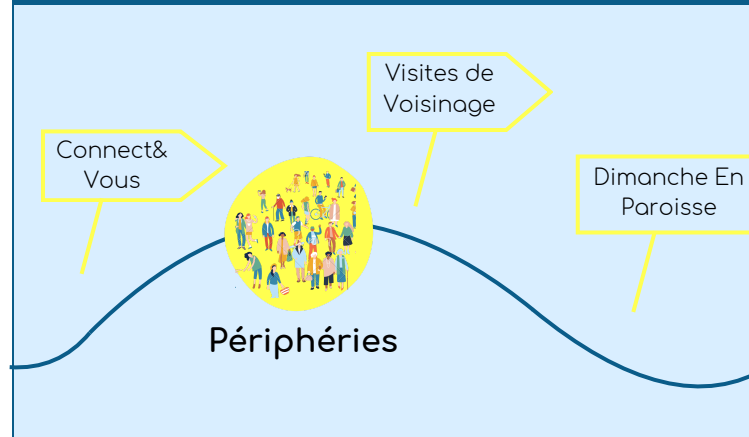 Connect&
Vous
Visites de
Voisinage
Dimanche En
Paroisse
Périphéries